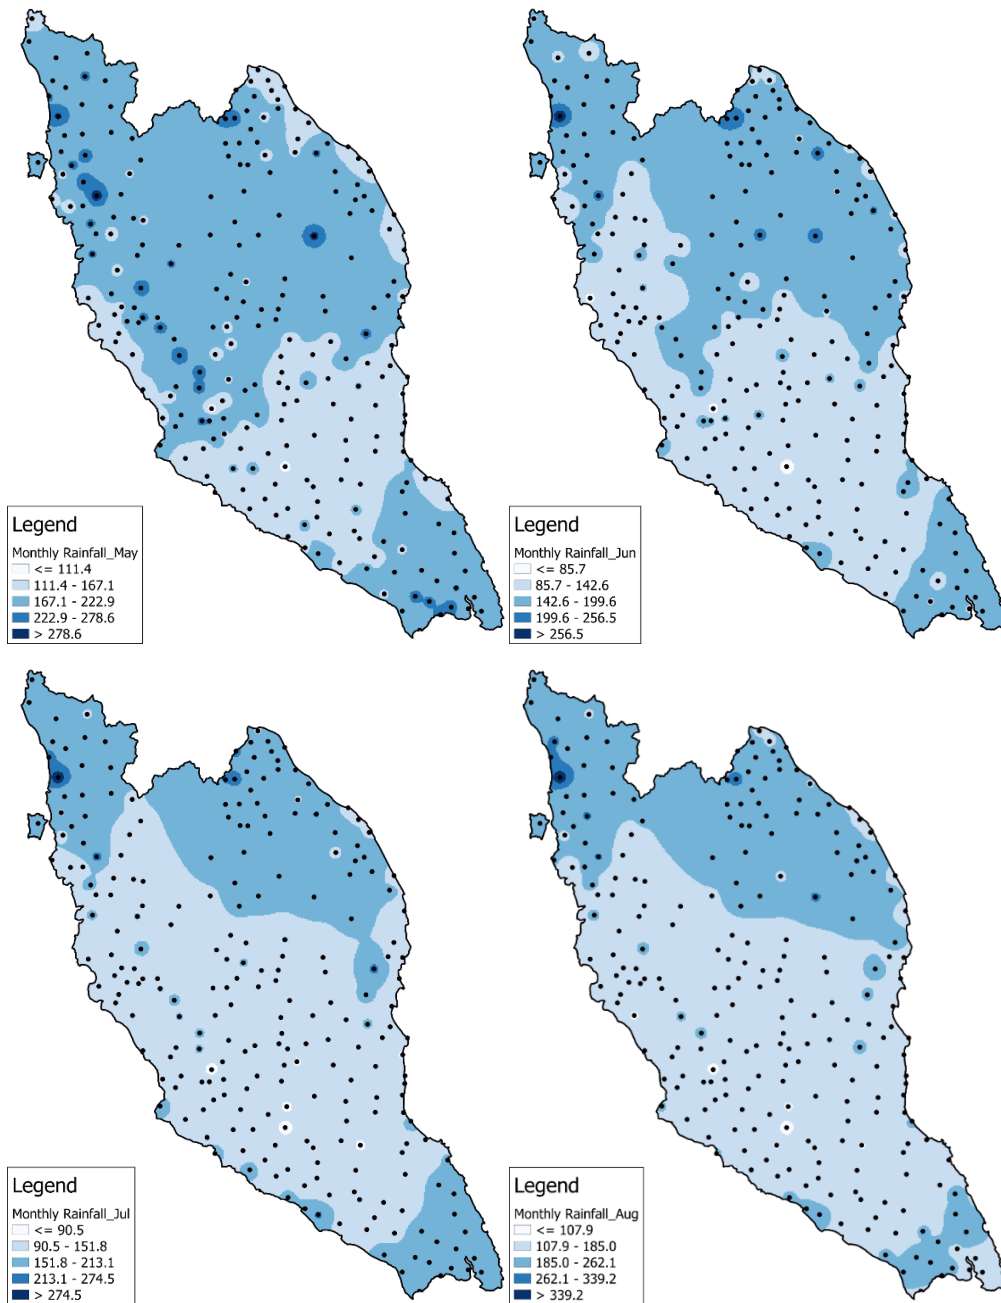 Legend
Monthly Rainfall_May
<= 111.4
111.4 - 167.1
167.1 - 222.9
222.9 - 278.6
> 278.6
Legend
Monthly Rainfall_Jun
<= 85.7
85.7 - 142.6
142.6 - 199.6
199.6 - 256.5
> 256.5
Legend
Monthly Rainfall_Jul
<= 90.5
90.5 - 151.8
151.8 - 213.1
213.1 - 274.5
> 274.5
Legend
Monthly Rainfall_Aug
<= 107.9
107.9 - 185.0
185.0 - 262.1
262.1 - 339.2
> 339.2